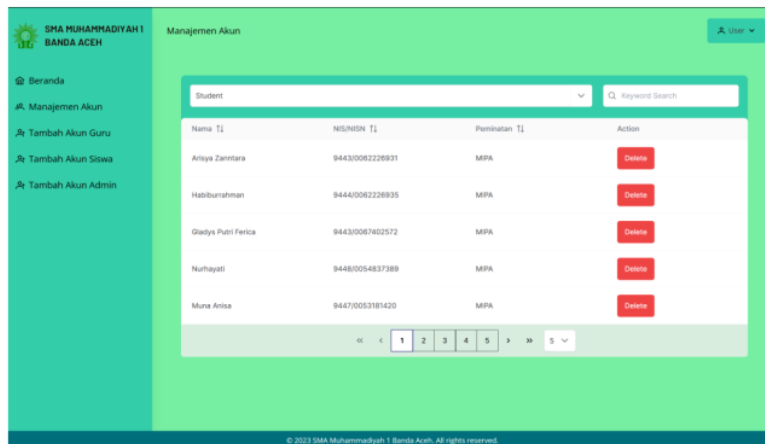 SMA MUHAMMADIYAH 1
BANDA ACEH
Manajemen Akun
User
Beranda
Manajemen Akun
Tambah Akun Guru
Tambah Akun Siswa
Tambah Akun Admin
Student
Keyword Search
Nama NIS/NISN Peminatan Action
Arisya Zanntara 9443/0062226931 MIPA Delete
Habiburrahman 9444/0062226935 MIPA Delete
Gladys Putri Ferica 9443/0067402572 MIPA Delete
Nurhayati 9448/0054837389 MIPA Delete
Muna Anisa 9447/0053181420 MIPA Delete
« ‹ 1 2 3 4 5 › » 5
© 2023 SMA Muhammadiyah 1 Banda Aceh. All rights reserved.